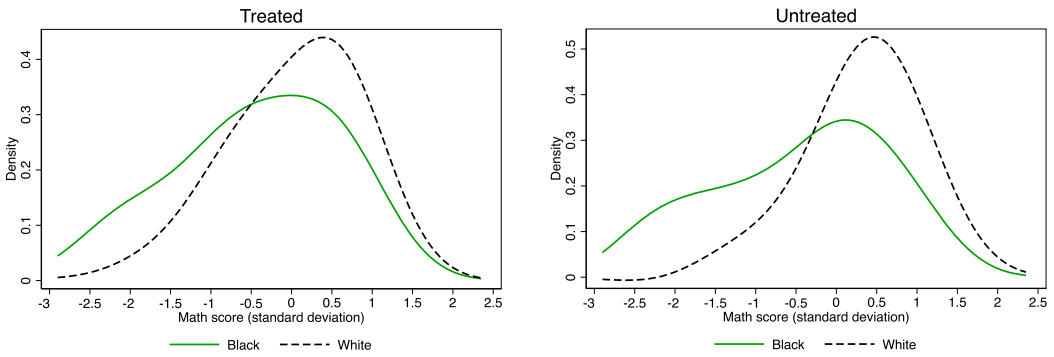 Treated
Density
0 0.1 0.2 0.3 0.4
-3 -2.5 -2 -1.5 -1 -0.5 0 0.5 1 1.5 2 2.5
Math score (standard deviation)
Black White
Untreated
Density
0 0.1 0.2 0.3 0.4 0.5
-3 -2.5 -2 -1.5 -1 -0.5 0 0.5 1 1.5 2 2.5
Math score (standard deviation)
Black White